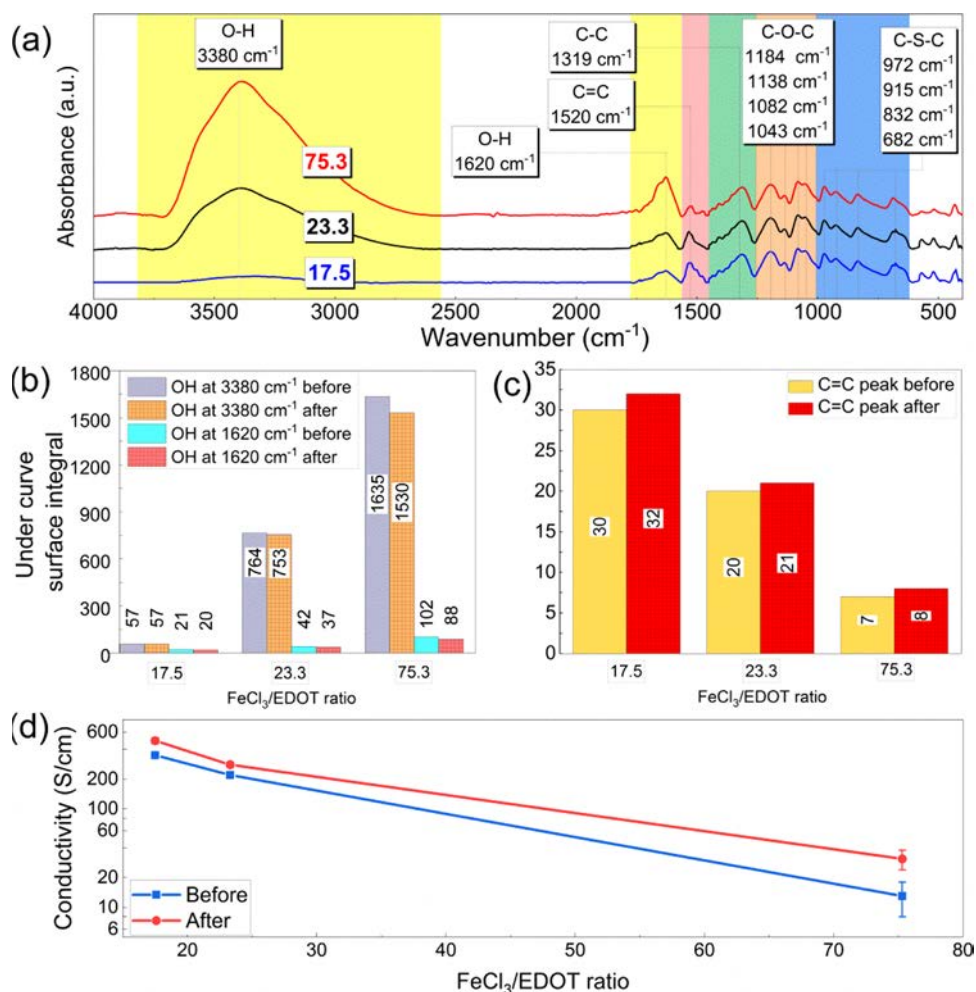 (a)
O-H
3380 cm⁻¹
O-H
1620 cm⁻¹
C-C
1319 cm⁻¹
C=C
1520 cm⁻¹
C-O-C
1184 cm⁻¹
1138 cm⁻¹
1082 cm⁻¹
1043 cm⁻¹
C-S-C
972 cm⁻¹
915 cm⁻¹
832 cm⁻¹
682 cm⁻¹
75.3
23.3
17.5
Absorbance (a.u.)
4000 3500 3000 2500 2000 1500 1000 500
Wavenumber (cm⁻¹)
(b)
OH at 3380 cm⁻¹ before
OH at 3380 cm⁻¹ after
OH at 1620 cm⁻¹ before
OH at 1620 cm⁻¹ after
Under curve
surface integral
1800
1500
1200
900
600
300
0
57 57 21 20
764 753 42 37
1635 1530 102 88
17.5 23.3 75.3
FeCl₃/EDOT ratio
(c)
C=C peak before
C=C peak after
35
30
25
20
15
10
5
0
30 32
20 21
7 8
17.5 23.3 75.3
FeCl₃/EDOT ratio
(d)
Conductivity (S/cm)
600
200
100
60
20
10
6
Before
After
20 30 40 50 60 70 80
FeCl₃/EDOT ratio